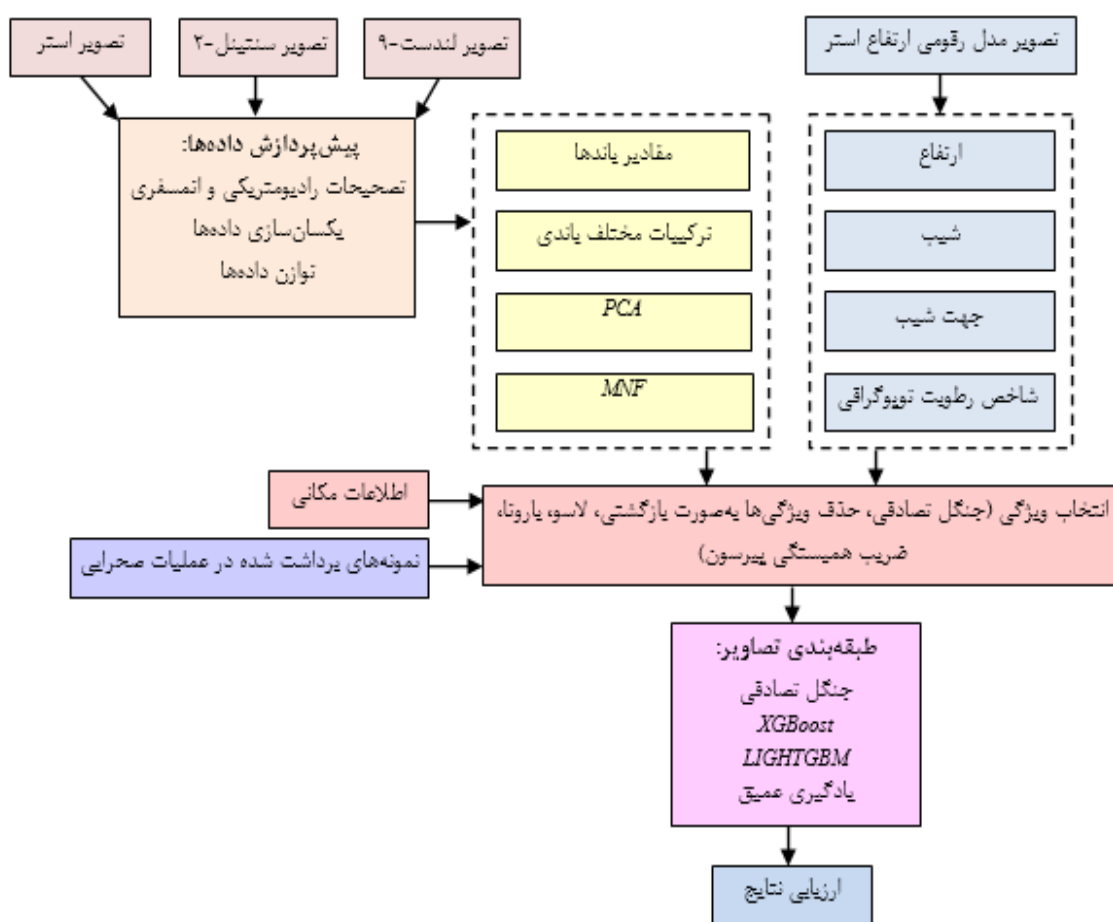 تصویر استر
تصویر سنتینل-۲
تصویر لندست-۹
تصویر مدل رقومی ارتفاع استر
پیش‌پردازش داده‌ها:
تصحیحات رادیومتریکی و اتمسفری
یکسان‌سازی داده‌ها
توازن داده‌ها
مقادیر باندها
ترکیبات مختلف باندی
PCA
MNF
ارتفاع
شیب
جهت شیب
شاخص رطوبت توپوگرافی
اطلاعات مکانی
نمونه‌های برداشت شده در عملیات صحرایی
انتخاب ویژگی (جنگل تصادفی، حذف ویژگی‌ها به‌صورت بازگشتی، لاسو، باروتا،
ضریب همبستگی پیرسون)
طبقه‌بندی تصاویر:
جنگل تصادفی
XGBoost
LIGHTGBM
یادگیری عمیق
ارزیابی نتایج